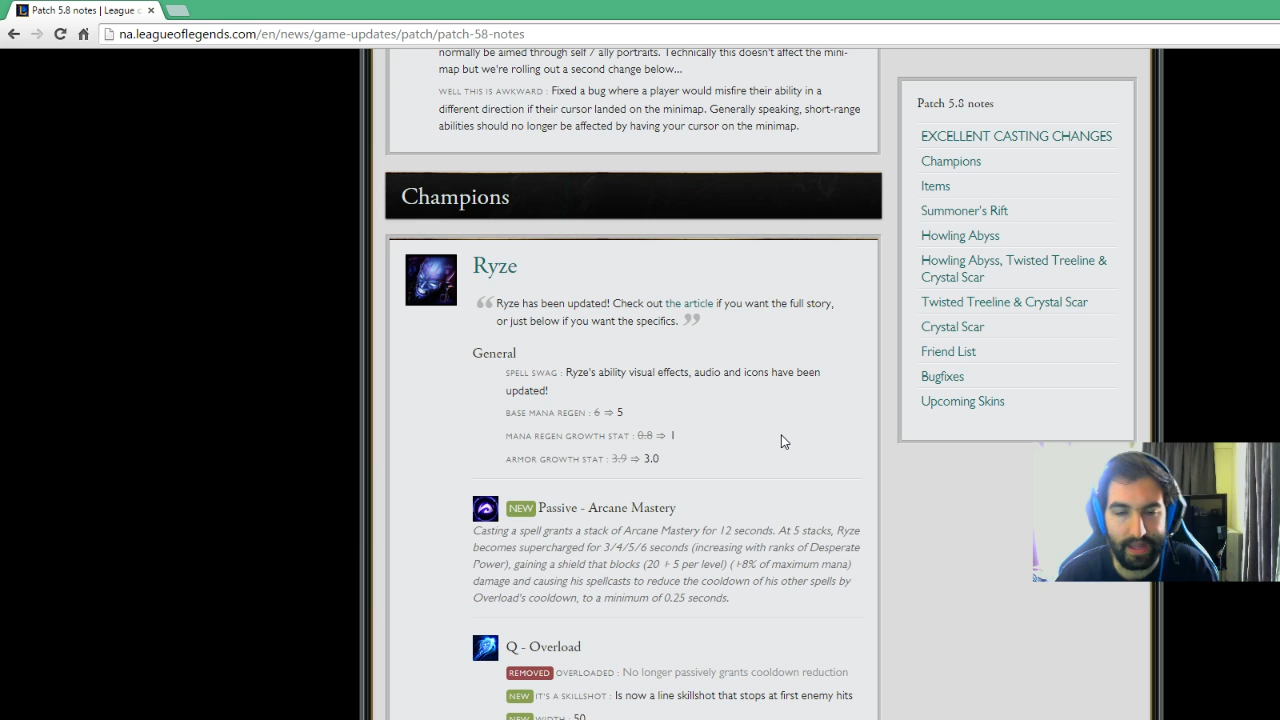 Patch 5.8 notes | League c
na.leagueoflegends.com/en/news/game-updates/patch/patch-58-notes
normally be aimed through self / ally portraits. Technically this doesn't affect the mini-
map but we're rolling out a second change below...
WELL THIS IS AWKWARD : Fixed a bug where a player would misfire their ability in a
different direction if their cursor landed on the minimap. Generally speaking, short-range
abilities should no longer be affected by having your cursor on the minimap.
Champions
Ryze
Ryze has been updated! Check out the article if you want the full story,
or just below if you want the specifics.
General
SPELL SWAG : Ryze's ability visual effects, audio and icons have been
updated!
BASE MANA REGEN : 6 ⇒ 5
MANA REGEN GROWTH STAT : 0.8 ⇒ 1
ARMOR GROWTH STAT : 3.9 ⇒ 3.0
NEW Passive - Arcane Mastery
Casting a spell grants a stack of Arcane Mastery for 12 seconds. At 5 stacks, Ryze
becomes supercharged for 3/4/5/6 seconds (increasing with ranks of Desperate
Power), gaining a shield that blocks (20 + 5 per level) (+8% of maximum mana)
damage and causing his spellcasts to reduce the cooldown of his other spells by
Overload's cooldown, to a minimum of 0.25 seconds.
Q - Overload
REMOVED OVERLOADED : No longer passively grants cooldown reduction
NEW IT'S A SKILLSHOT : Is now a line skillshot that stops at first enemy hits
NEW WIDTH : 50
Patch 5.8 notes
EXCELLENT CASTING CHANGES
Champions
Items
Summoner's Rift
Howling Abyss
Howling Abyss, Twisted Treeline &
Crystal Scar
Twisted Treeline & Crystal Scar
Crystal Scar
Friend List
Bugfixes
Upcoming Skins